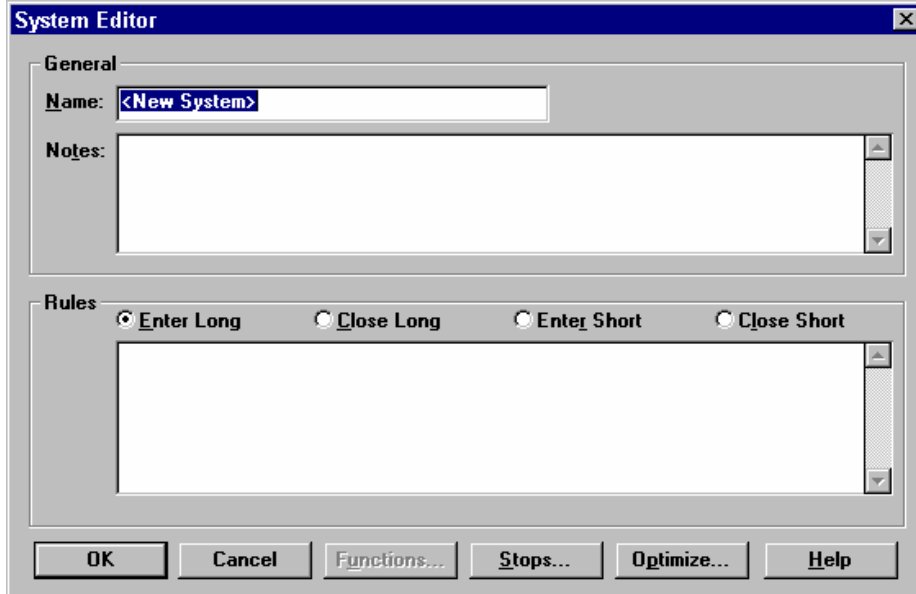 System Editor
General
Name: <New System>
Notes:
Rules
Enter Long Close Long Enter Short Close Short
OK Cancel Functions... Stops... Optimize... Help